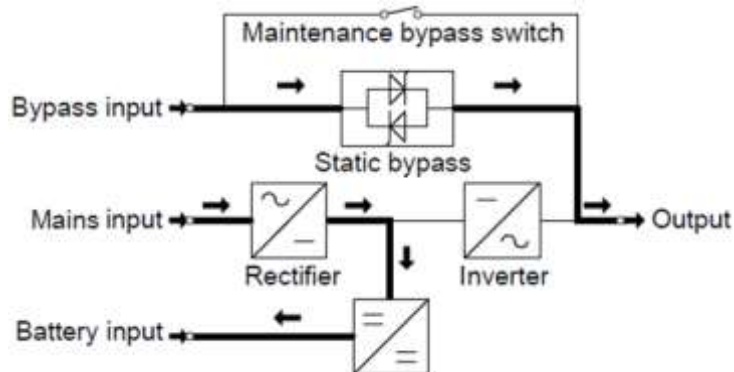 Maintenance bypass switch
Bypass input
Static bypass
Mains input
Output
Rectifier
Inverter
Battery input